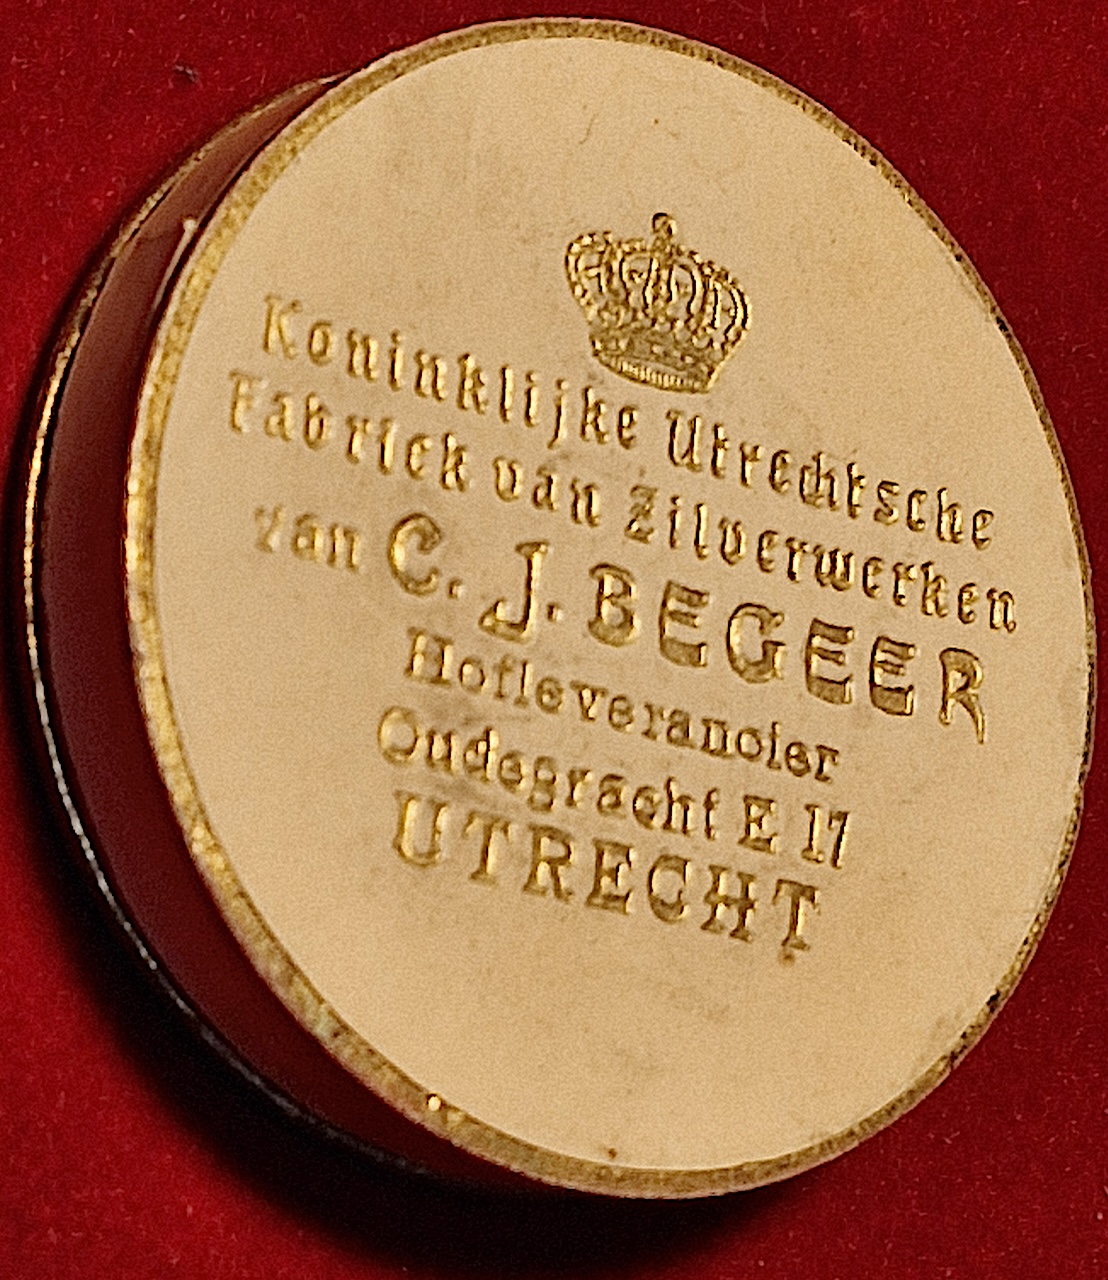 Koninklijke Utrechtsche
Fabriek van Zilverwerken
van C. J. BEGEER
Hofleverancier
Oudegracht E 17
UTRECHT